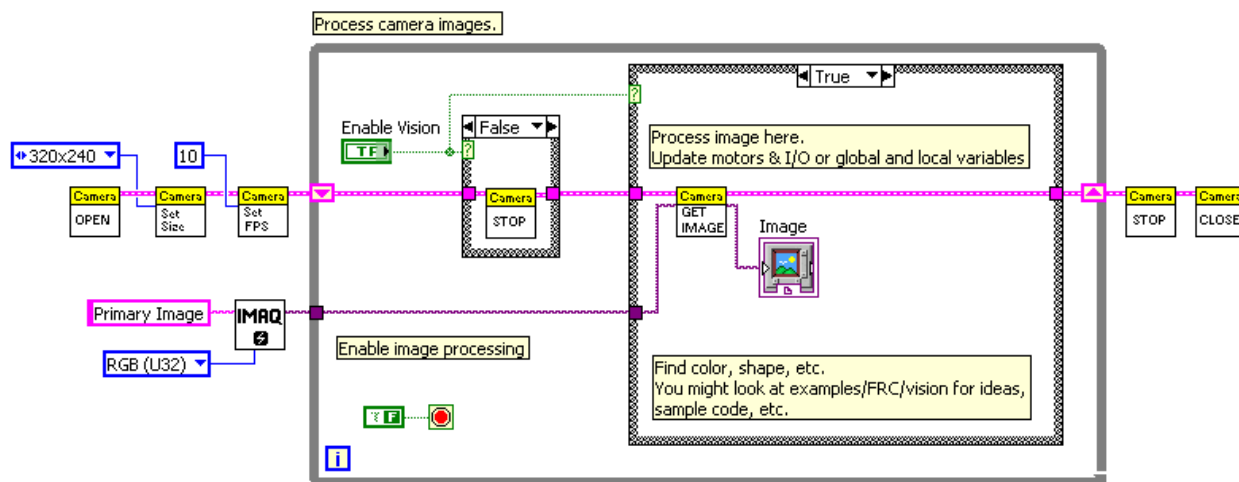 Process camera images.
True
Enable Vision
False
TF
?
?
Process image here.
Update motors & I/O or global and local variables
320x240
10
Camera
OPEN
Camera
Set
Size
Camera
Set
FPS
Camera
STOP
Camera
GET
IMAGE
Camera
STOP
Camera
CLOSE
Image
Primary Image
IMAQ
RGB (U32)
Enable image processing
Find color, shape, etc.
You might look at examples/FRC/vision for ideas,
sample code, etc.
F
i